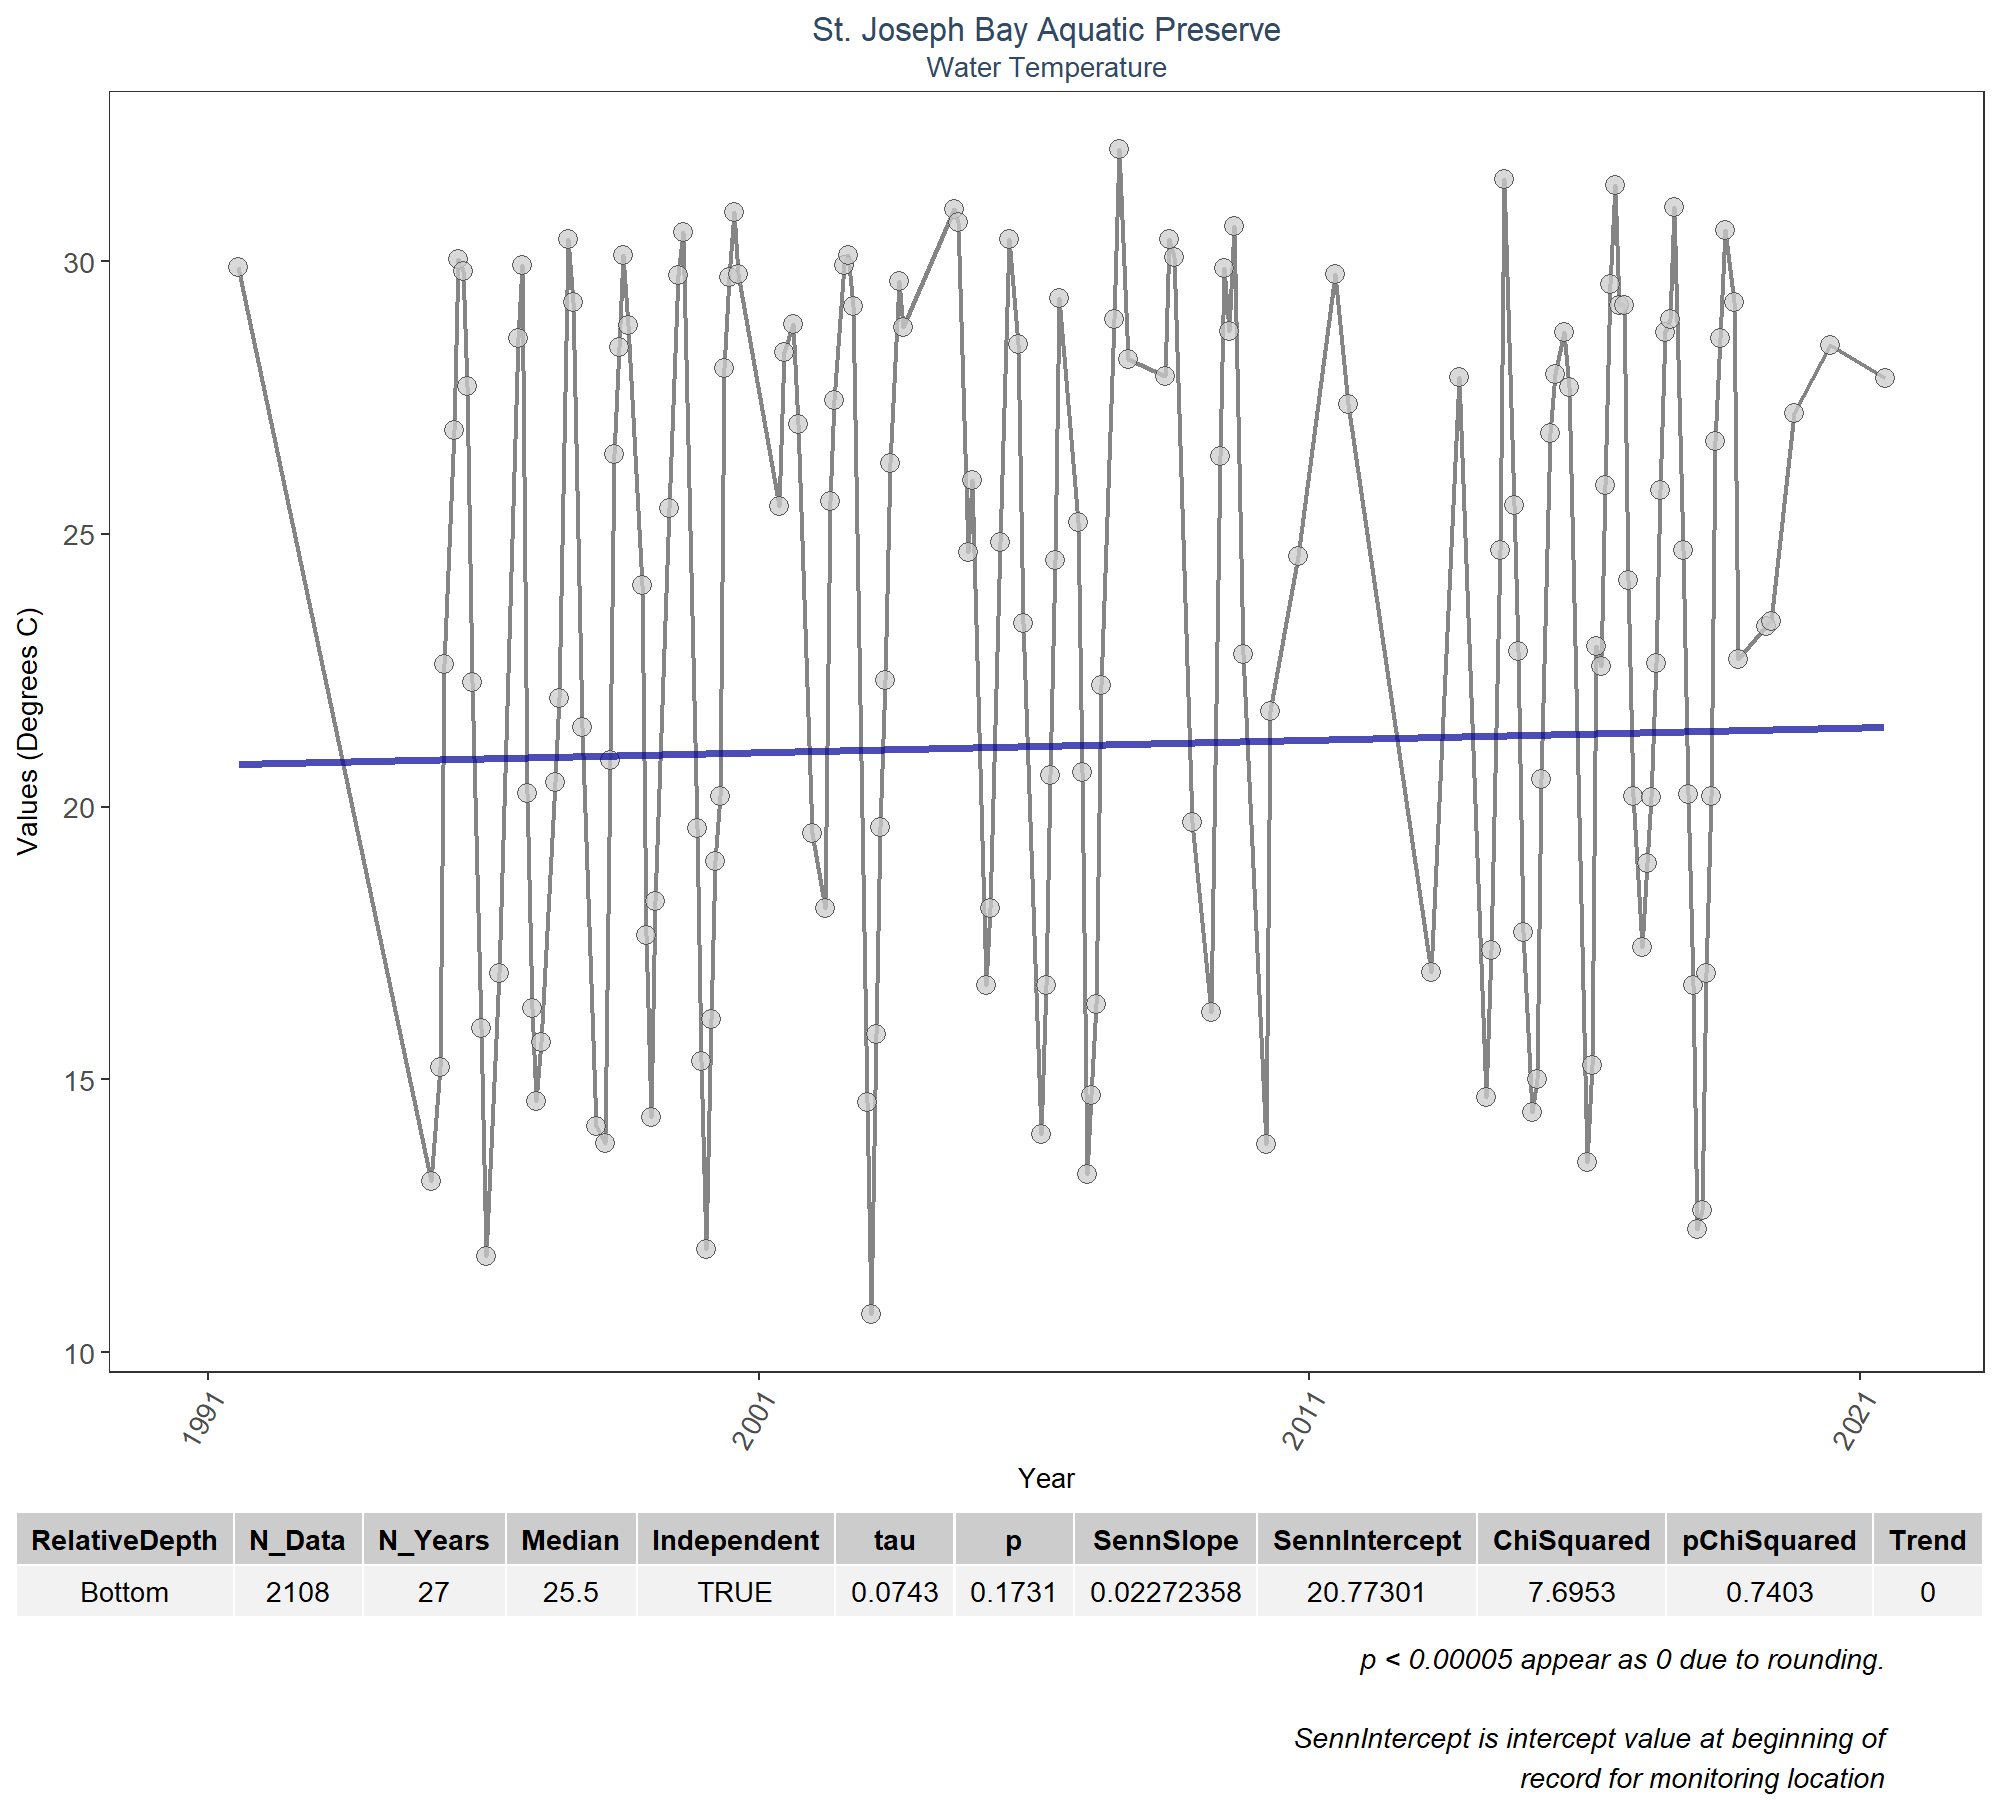 St. Joseph Bay Aquatic Preserve
Water Temperature
Values (Degrees C)
30
25
20
15
10
1991
2001
2011
2021
Year
RelativeDepth N_Data N_Years Median Independent tau p SennSlope SennIntercept ChiSquared pChiSquared Trend
Bottom 2108 27 25.5 TRUE 0.0743 0.1731 0.02272358 20.77301 7.6953 0.7403 0
p < 0.00005 appear as 0 due to rounding.
SennIntercept is intercept value at beginning of
record for monitoring location